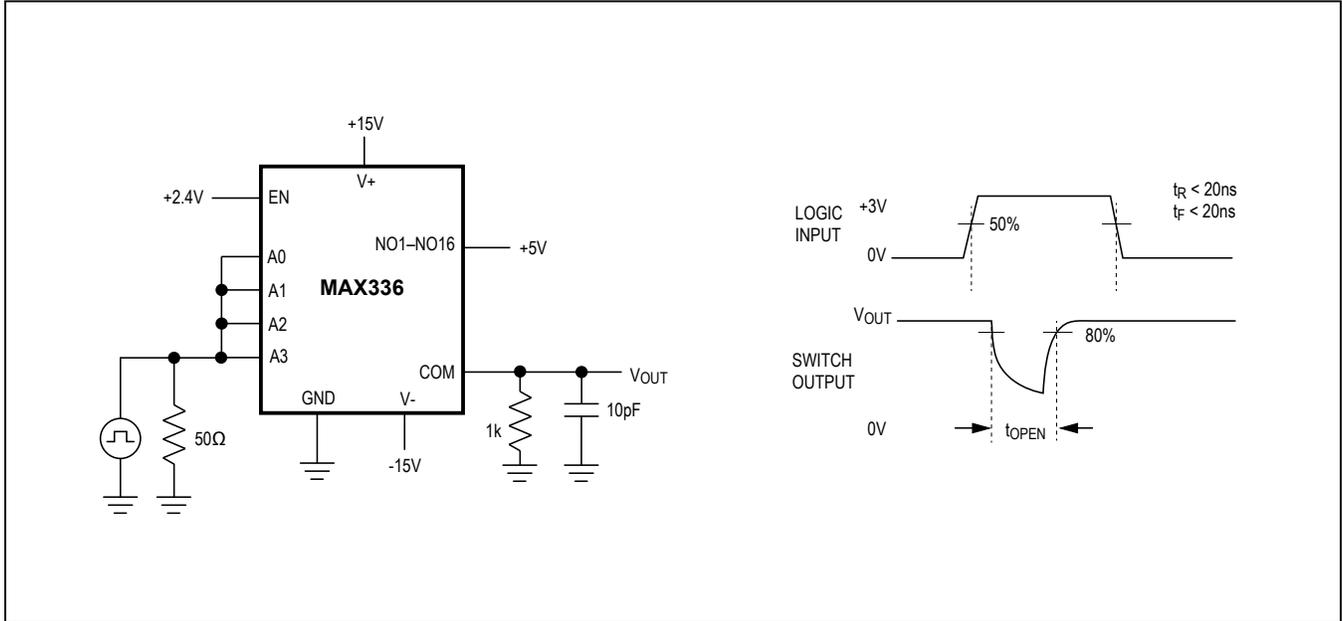 +15V
V+
+2.4V
EN
NO1–NO16
+5V
A0
A1
MAX336
A2
A3
COM
VOUT
GND
V-
10pF
1k
50Ω
-15V
LOGIC
INPUT
+3V
50%
0V
tR < 20ns
tF < 20ns
VOUT
80%
SWITCH
OUTPUT
0V
tOPEN